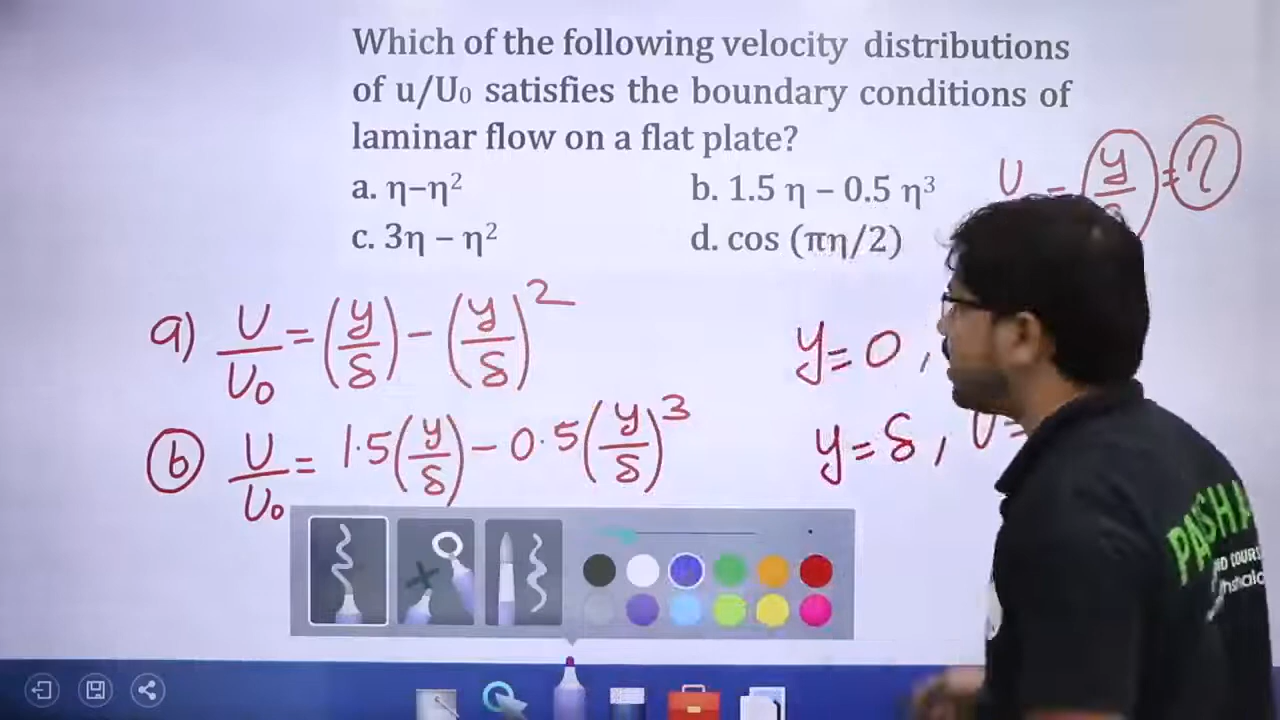 Which of the following velocity distributions
of u/U₀ satisfies the boundary conditions of
laminar flow on a flat plate?
a. η–η² b. 1.5 η – 0.5 η³
c. 3η – η² d. cos (πη/2)
U = (y/ = η
a) U/U₀ = (y/δ) – (y/δ)²
y=0,
(b) U/U₀ = 1.5(y/δ) – 0.5(y/δ)³
y=δ, U=